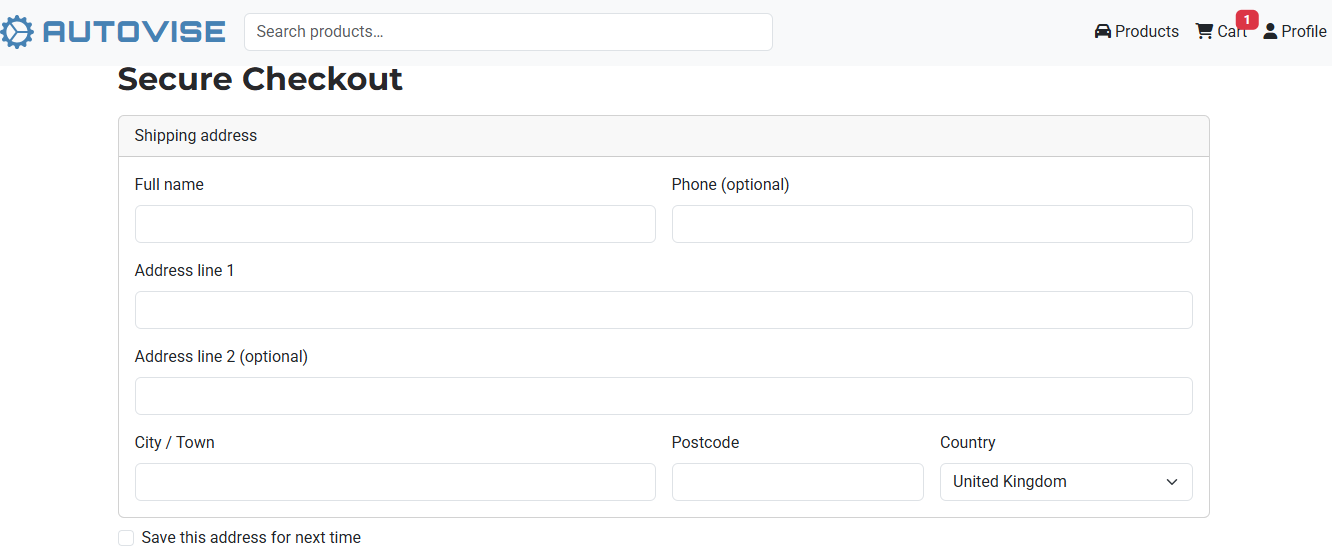 AUTOVISE Search products... Products Cart 1 Profile
Secure Checkout
Shipping address
Full name Phone (optional)
Address line 1
Address line 2 (optional)
City / Town Postcode Country
United Kingdom
Save this address for next time